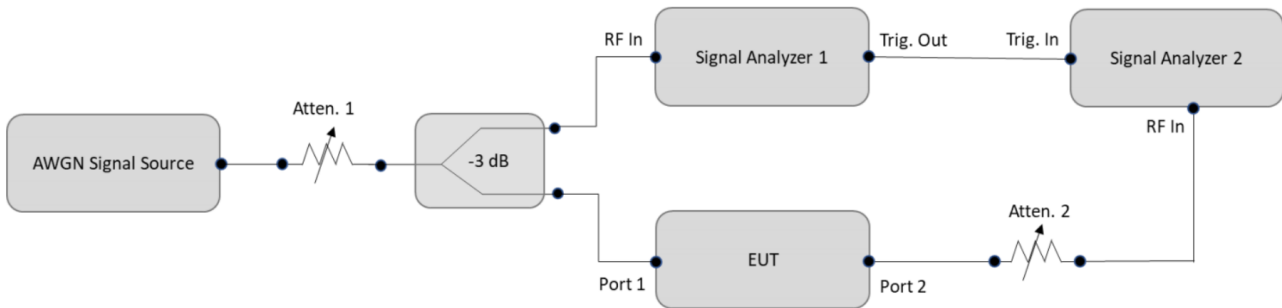 RF In
Signal Analyzer 1
Trig. Out
Trig. In
Signal Analyzer 2
Atten. 1
RF In
AWGN Signal Source
-3 dB
Atten. 2
EUT
Port 1
Port 2